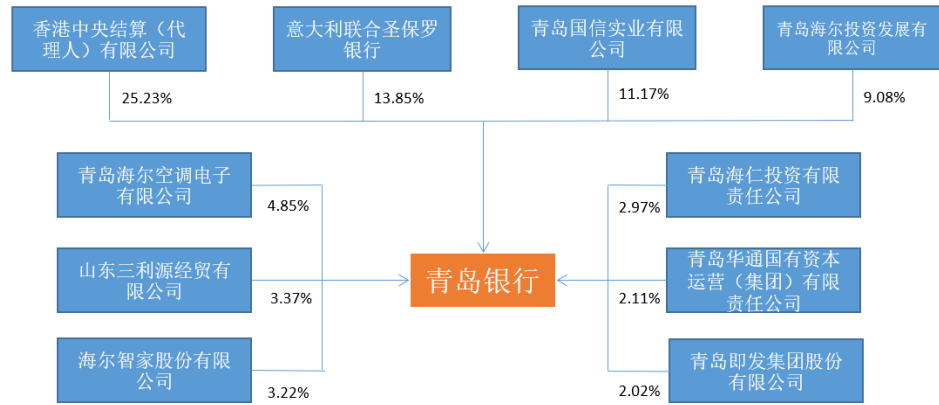 香港中央结算（代
理人）有限公司
意大利联合圣保罗
银行
青岛国信实业有限
公司
青岛海尔投资发展有
限公司
25.23%
13.85%
11.17%
9.08%
青岛海尔空调电子
有限公司
4.85%
山东三利源经贸有
限公司
3.37%
海尔智家股份有限
公司
3.22%
青岛银行
青岛海仁投资有限
责任公司
2.97%
青岛华通国有资本
运营（集团）有限
责任公司
2.11%
青岛即发集团股份
有限公司
2.02%